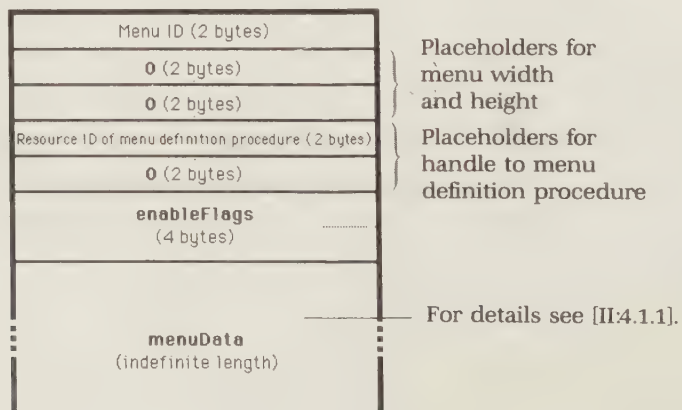 Menu ID (2 bytes)
0 (2 bytes)
0 (2 bytes)
Placeholders for
menu width
and height
Resource ID of menu definition procedure (2 bytes)
0 (2 bytes)
Placeholders for
handle to menu
definition procedure
enableFlags
(4 bytes)
menuData
(indefinite length)
For details see [II:4.1.1].